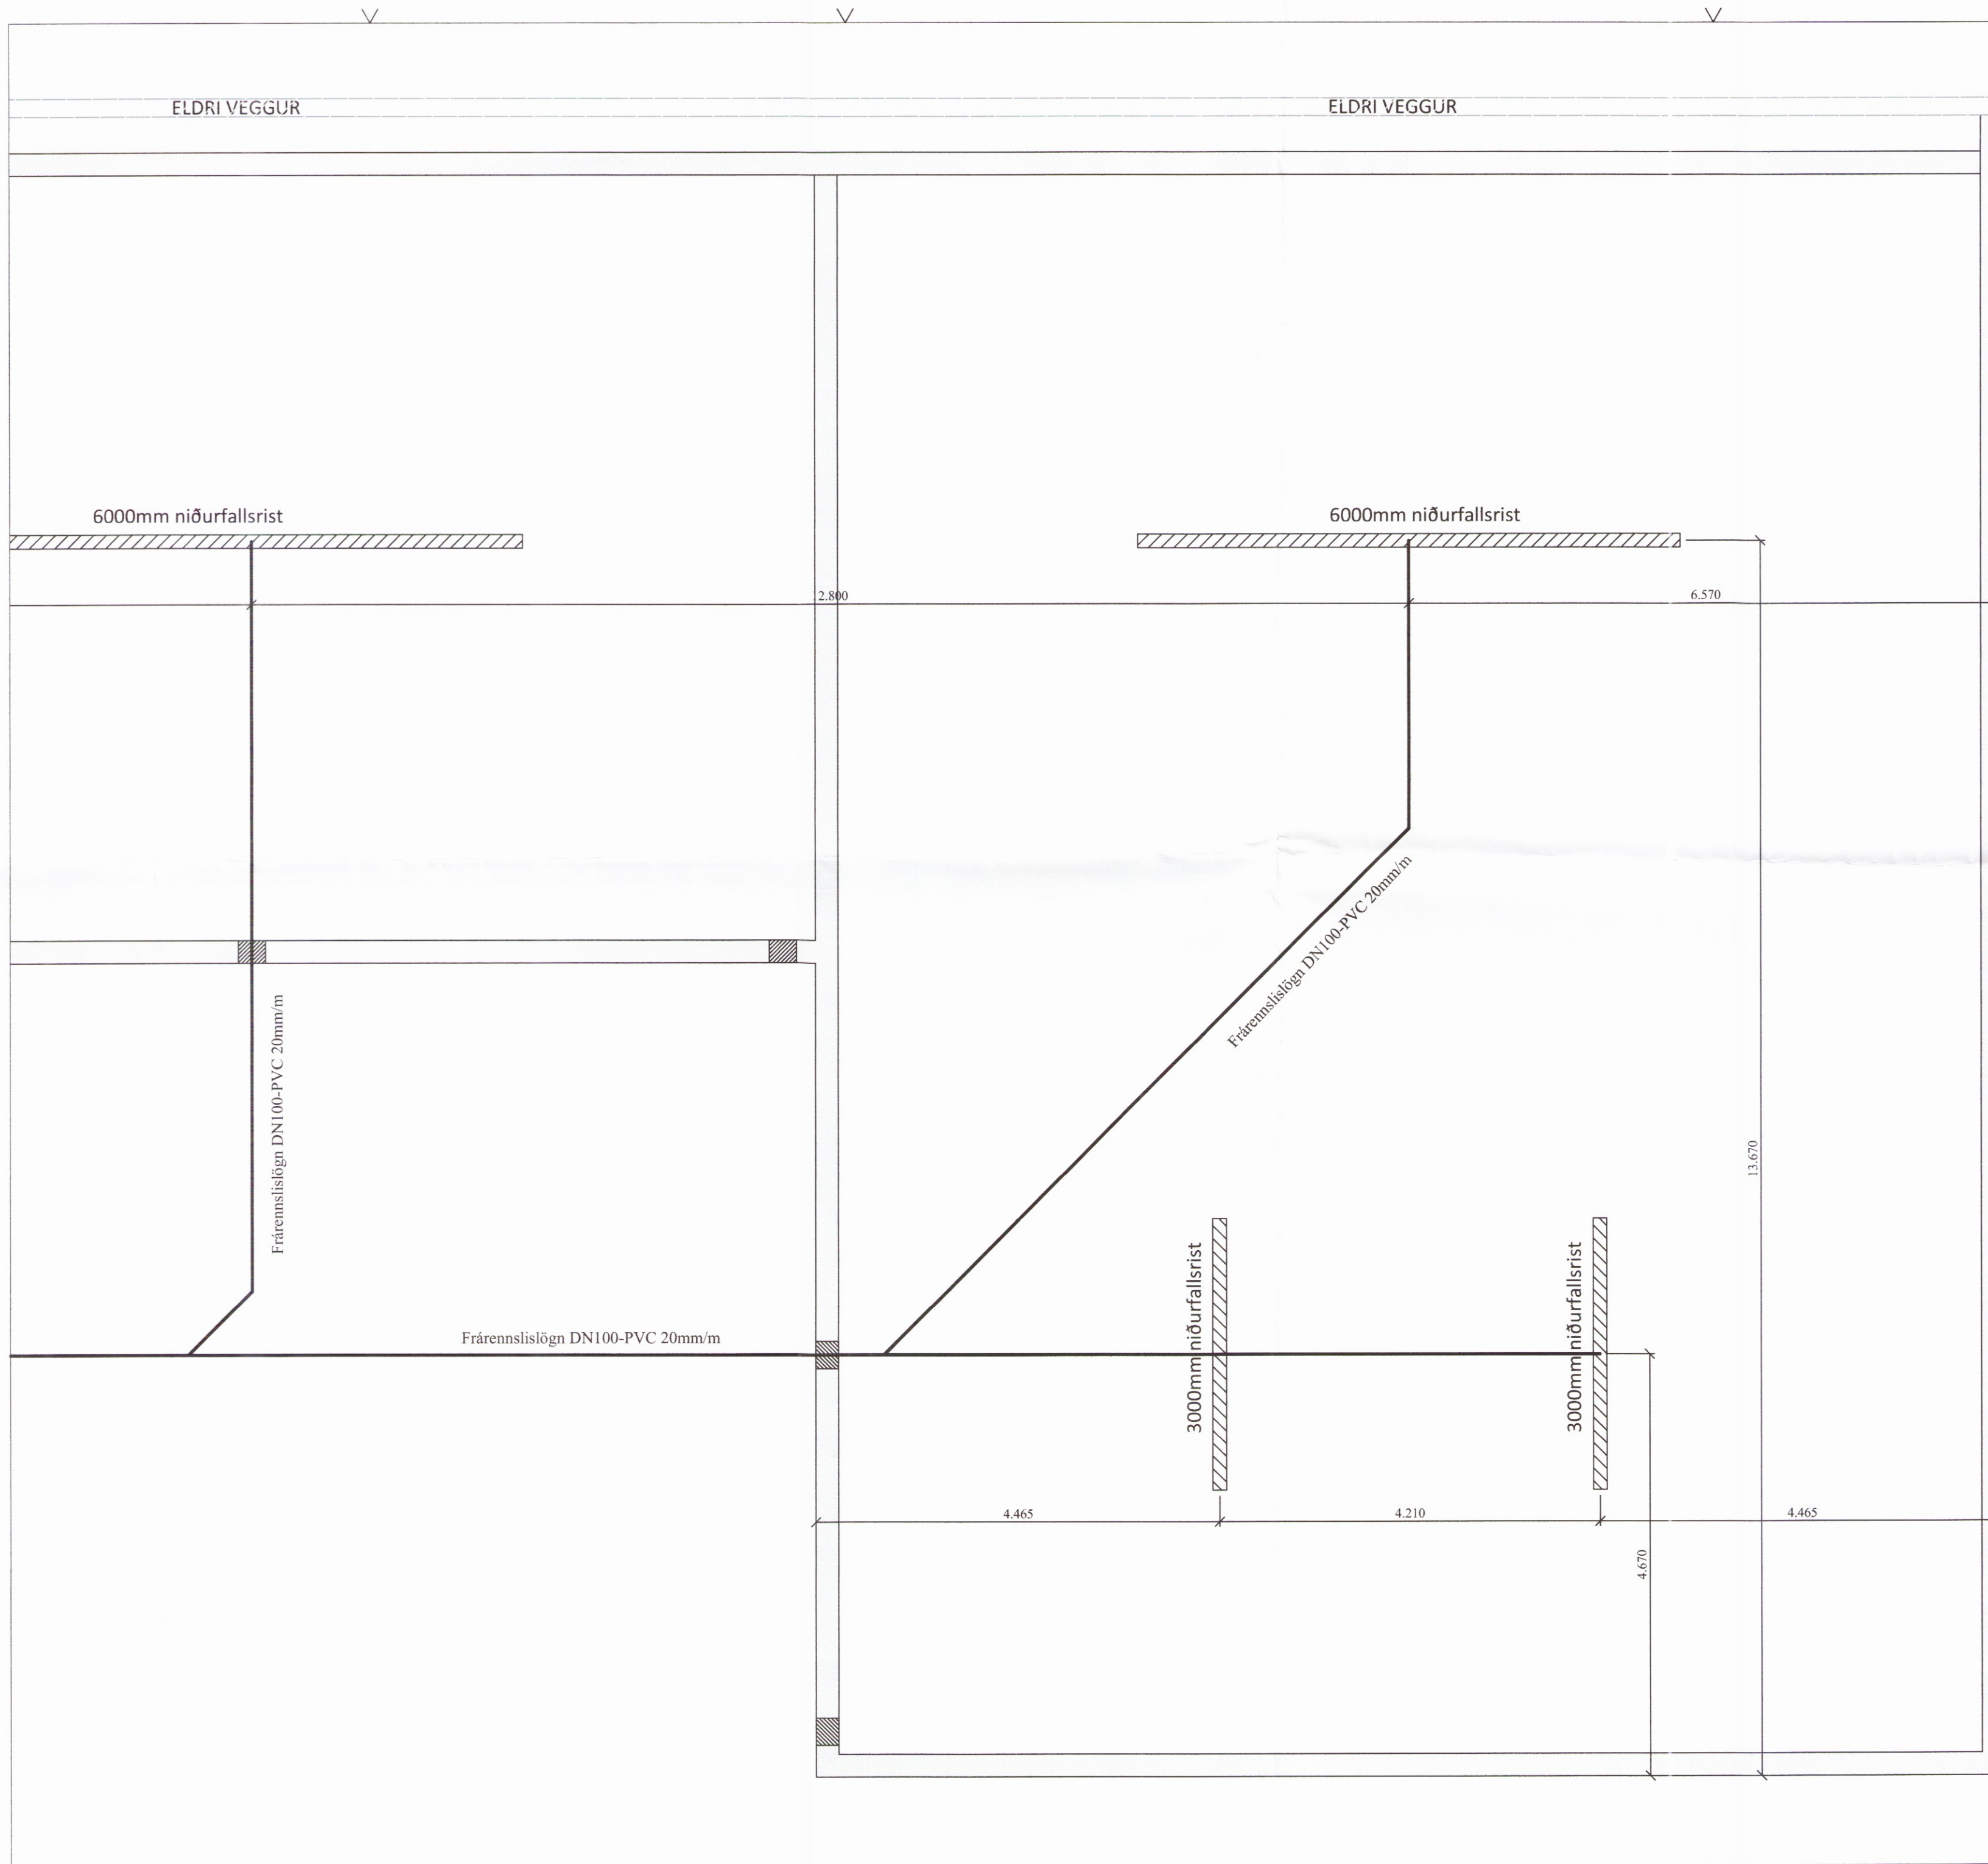 ELDRI VEGGUR
ELDRI VEGGUR
6000mm niðurfallsrist
6000mm niðurfallsrist
2.800
6.570
Frárennslislögn DN100-PVC 20mm/m
Frárennslislögn DN100-PVC 20mm/m
13.670
Frárennslislögn DN100-PVC 20mm/m
3000mm niðurfallsrist
3000mm niðurfallsrist
4.465
4.210
4.465
4.670